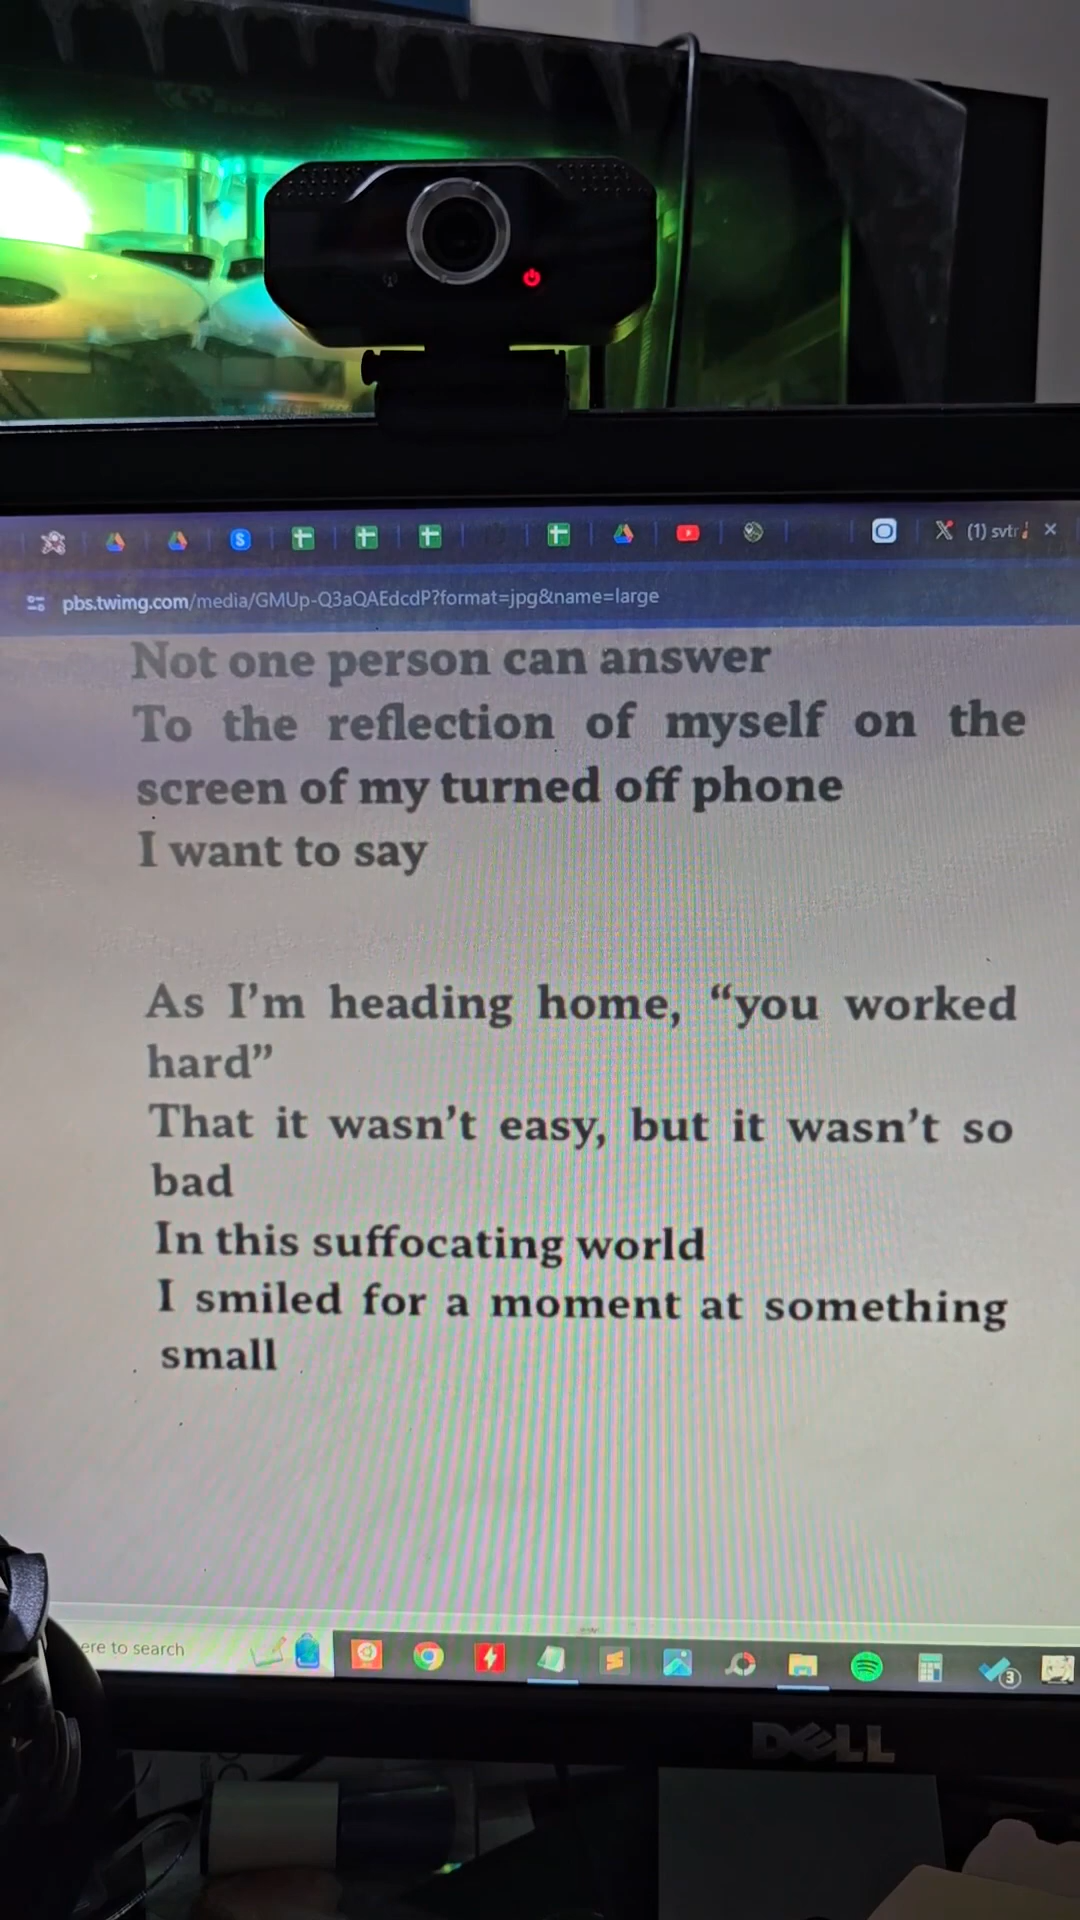 (1) svtr
pbs.twimg.com/media/GMUp-Q3aQAEdcdP?format=jpg&name=large
Not one person can answer
To the reflection of myself on the
screen of my turned off phone
I want to say
As I'm heading home, “you worked
hard”
That it wasn't easy, but it wasn't so
bad
In this suffocating world
I smiled for a moment at something
small
ere to search
3
DELL